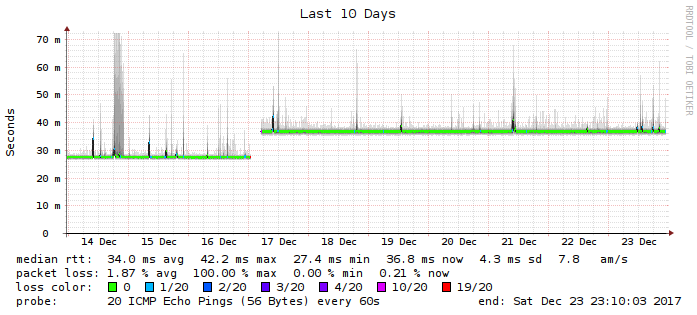 Last 10 Days
RRDTOOL / TOBI OETIKER
Seconds
70 m
60 m
50 m
40 m
30 m
20 m
10 m
0
14 Dec 15 Dec 16 Dec 17 Dec 18 Dec 19 Dec 20 Dec 21 Dec 22 Dec 23 Dec
median rtt: 34.0 ms avg 42.2 ms max 27.4 ms min 36.8 ms now 4.3 ms sd 7.8 am/s
packet loss: 1.87 % avg 100.00 % max 0.00 % min 0.21 % now
loss color: 0 1/20 2/20 3/20 4/20 10/20 19/20
probe: 20 ICMP Echo Pings (56 Bytes) every 60s end: Sat Dec 23 23:10:03 2017